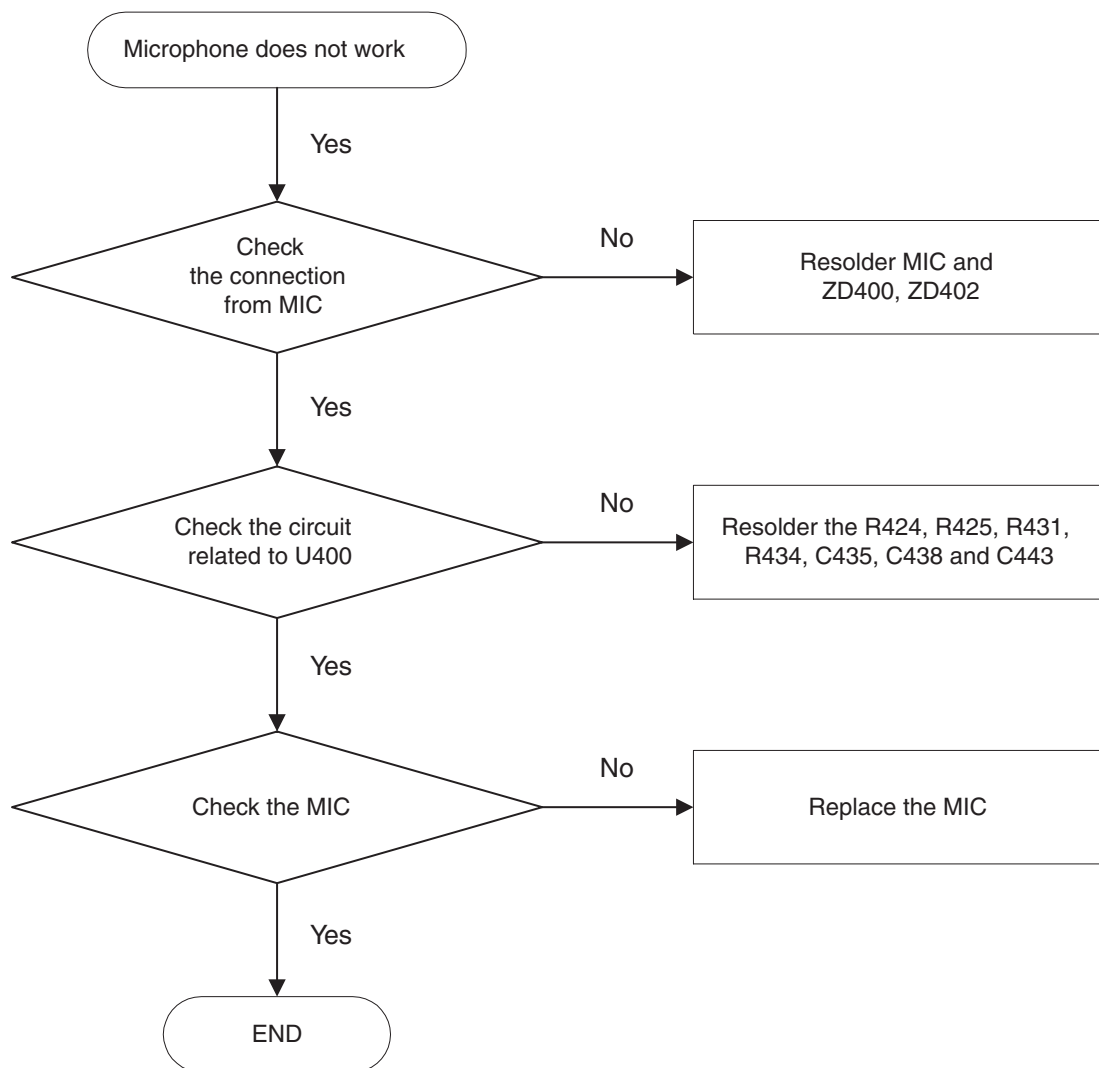 Microphone does not work
Yes
Check
the connection
from MIC
No
Resolder MIC and
ZD400, ZD402
Yes
Check the circuit
related to U400
No
Resolder the R424, R425, R431,
R434, C435, C438 and C443
Yes
Check the MIC
No
Replace the MIC
Yes
END